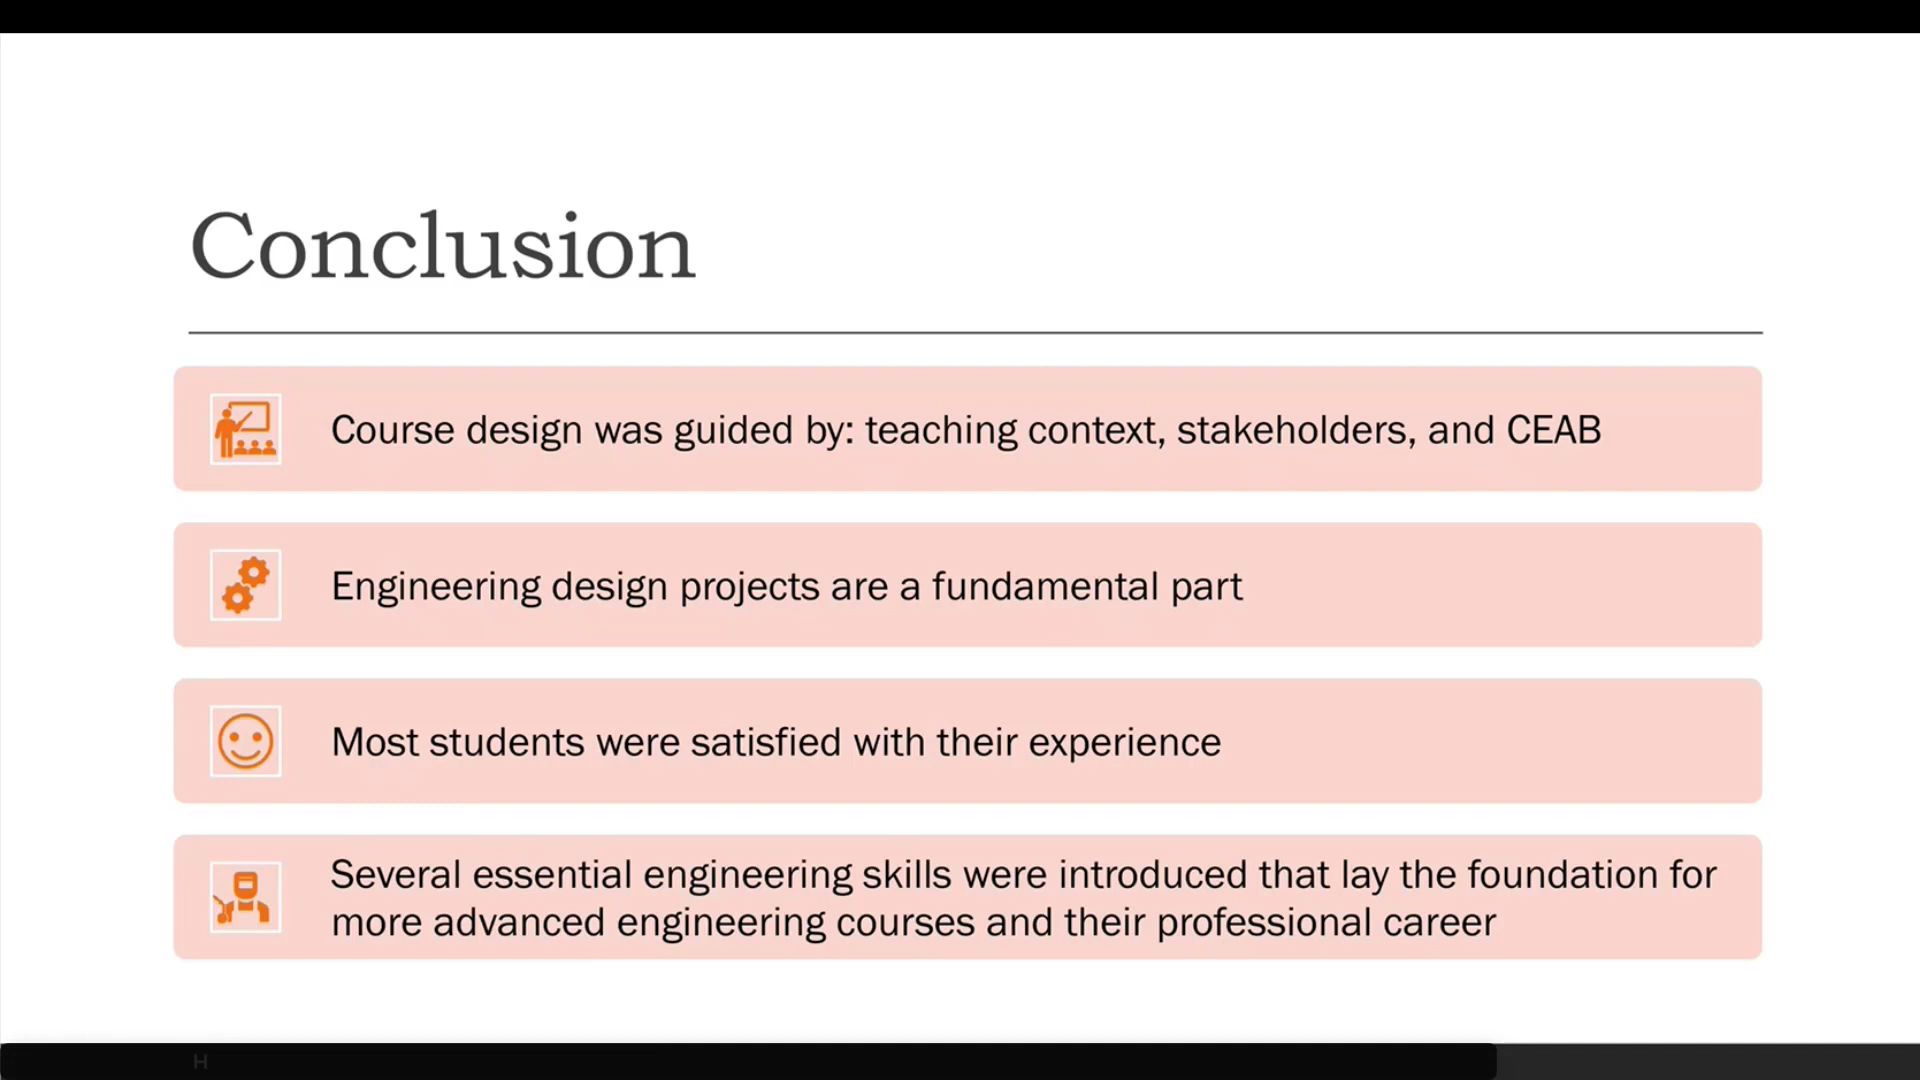 Conclusion
Course design was guided by: teaching context, stakeholders, and CEAB
Engineering design projects are a fundamental part
Most students were satisfied with their experience
Several essential engineering skills were introduced that lay the foundation for
more advanced engineering courses and their professional career
H